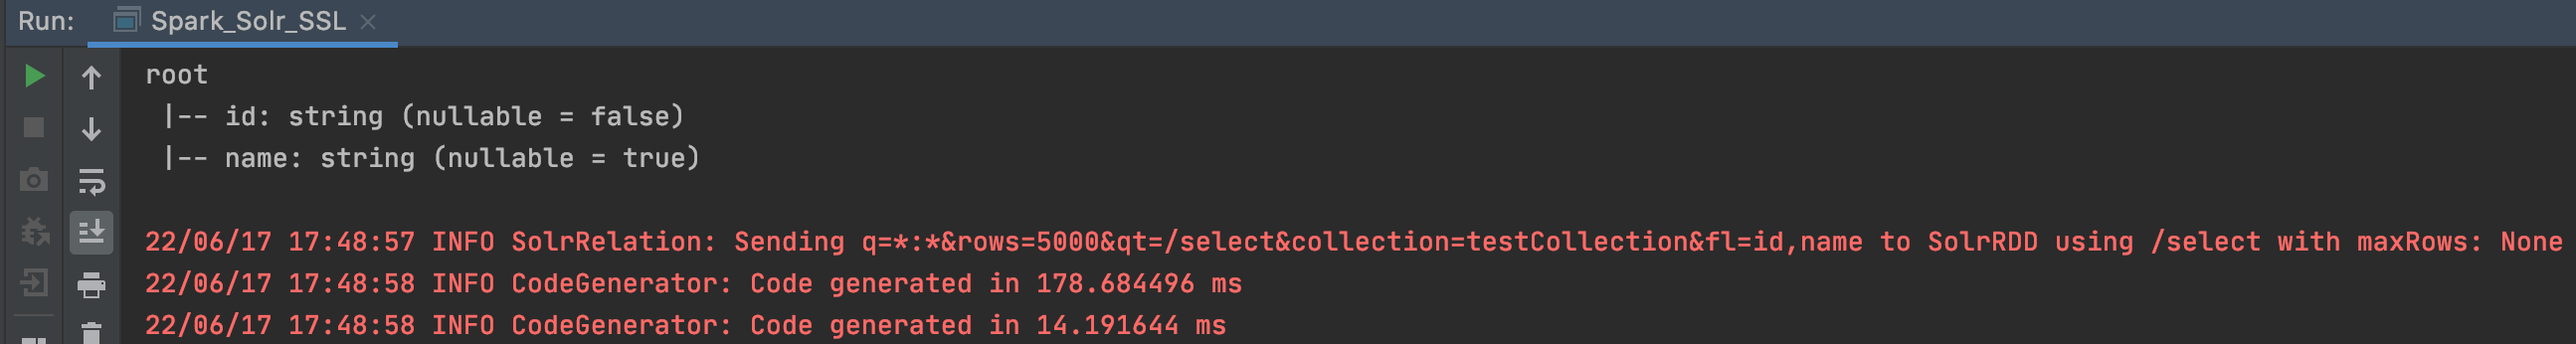 Run: Spark_Solr_SSL
root
 |-- id: string (nullable = false)
 |-- name: string (nullable = true)
22/06/17 17:48:57 INFO SolrRelation: Sending q=*:*&rows=5000&qt=/select&collection=testCollection&fl=id,name to SolrRDD using /select with maxRows: None
22/06/17 17:48:58 INFO CodeGenerator: Code generated in 178.684496 ms
22/06/17 17:48:58 INFO CodeGenerator: Code generated in 14.191644 ms